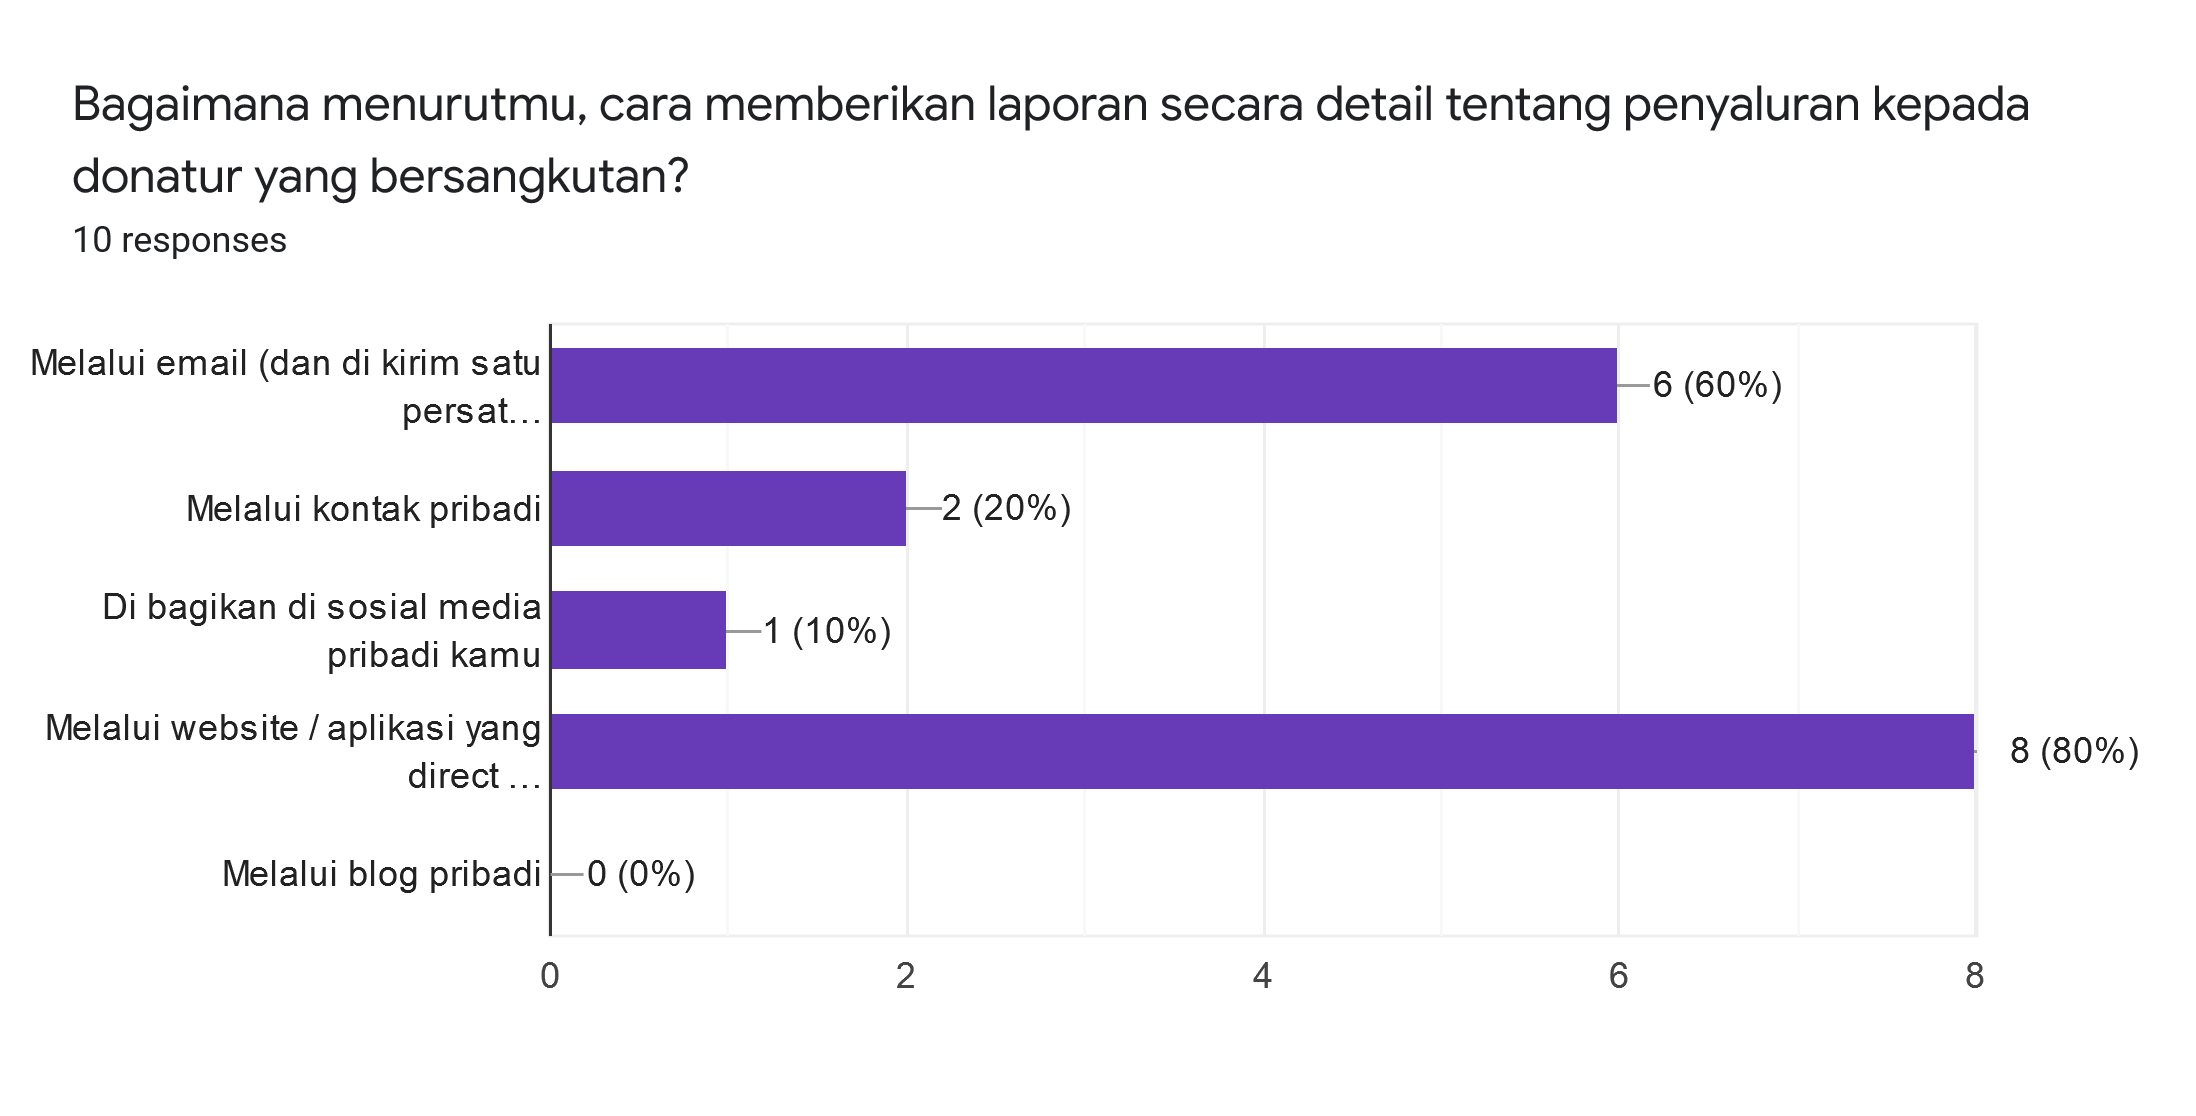 Bagaimana menurutmu, cara memberikan laporan secara detail tentang penyaluran kepada
donatur yang bersangkutan?
10 responses
Melalui email (dan di kirim satu
persat...
6 (60%)
Melalui kontak pribadi
2 (20%)
Di bagikan di sosial media
pribadi kamu
1 (10%)
Melalui website / aplikasi yang
direct ...
8 (80%)
Melalui blog pribadi
0 (0%)
0 2 4 6 8